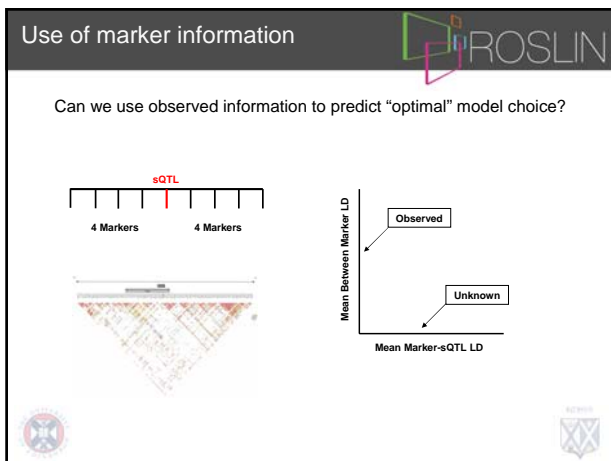 Use of marker information
ROSLIN
Can we use observed information to predict “optimal” model choice?
sQTL
4 Markers 4 Markers
Mean Between Marker LD
Observed
Unknown
Mean Marker-sQTL LD